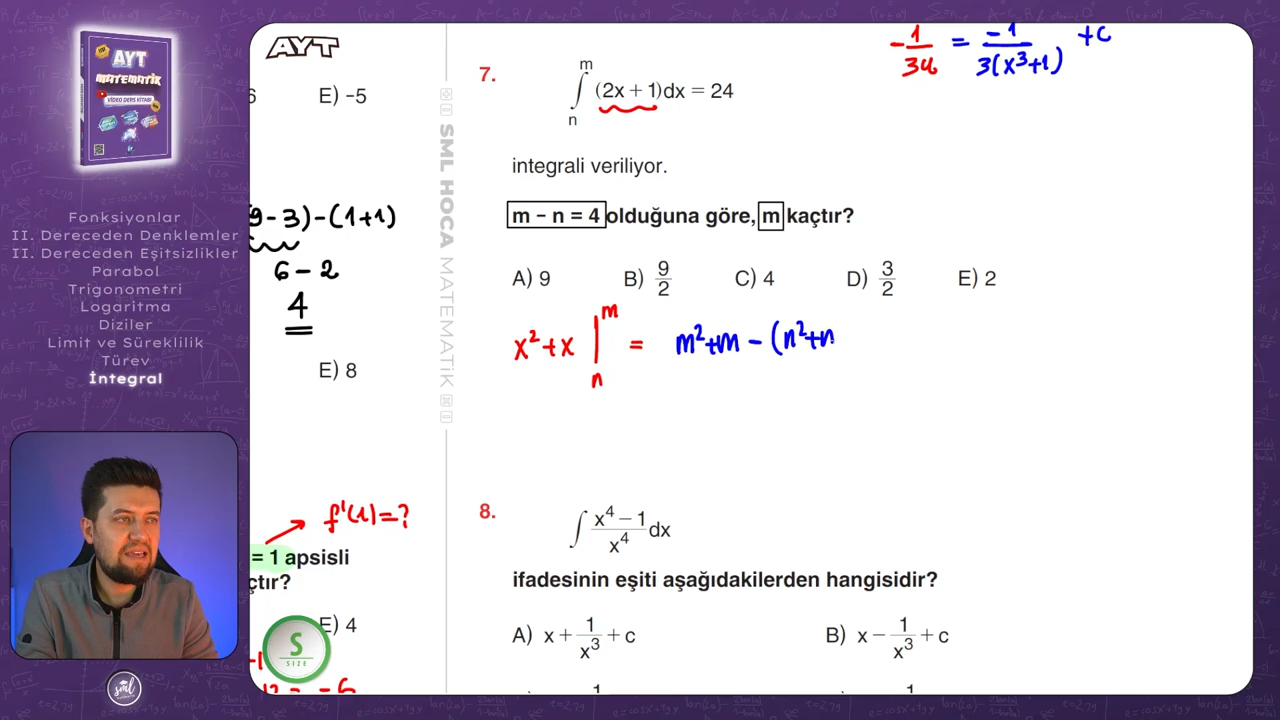 AYT
MATEMATİK
VİDEO DERS KİTABI
Fonksiyonlar
II. Dereceden Denklemler
II. Dereceden Eşitsizlikler
Parabol
Trigonometri
Logaritma
Diziler
Limit ve Süreklilik
Türev
İntegral
sml
AYT
6 E) -5
9-3)-(1+1)
6-2
4
E) 8
f'(1)=?
= 1 apsisli
çtır?
E) 4
S
SIZE
SML HOCA MATEMATİK
-1/3u = -1/3(x³+1) +c
7. ∫ₙᵐ (2x + 1)dx = 24
integrali veriliyor.
m – n = 4 olduğuna göre, m kaçtır?
A) 9 B) 9/2 C) 4 D) 3/2 E) 2
x²+x |ₙᵐ = m²+m - (n²+n
8. ∫ x⁴ – 1/x⁴ dx
ifadesinin eşiti aşağıdakilerden hangisidir?
A) x + 1/x³ + c B) x – 1/x³ + c